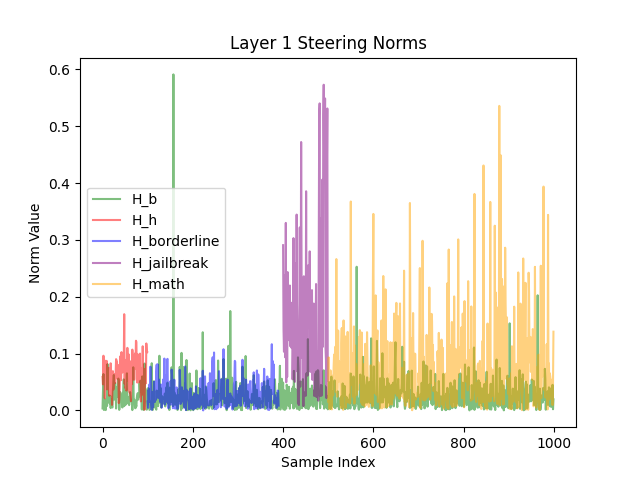 Layer 1 Steering Norms
Norm Value
0.6
0.5
0.4
0.3
0.2
0.1
0.0
H_b
H_h
H_borderline
H_jailbreak
H_math
0 200 400 600 800 1000
Sample Index